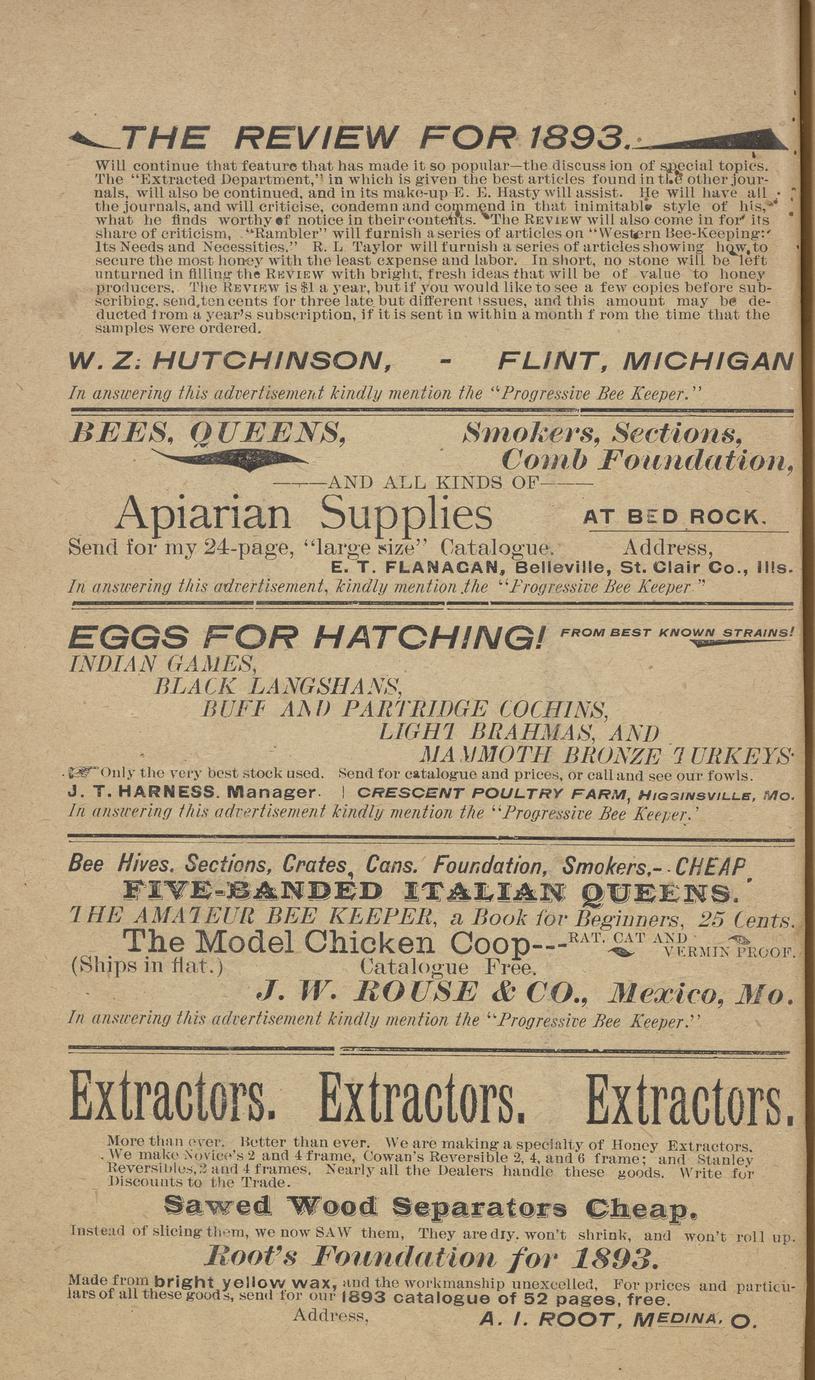 THE REVIEW FOR 1893.
Will continue that feature that has made it so popular—the discussion of special topics.
The "Extracted Department," in which is given the best articles found in the other jour-
nals, will also be continued, and in its make-up E. E. Hasty will assist. He will have all
the journals, and will criticise, condemn and commend in that inimitable style of his,
what he finds worthy of notice in their contents. The REVIEW will also come in for its
share of criticism, "Rambler" will furnish a series of articles on "Western Bee-Keeping:
Its Needs and Necessities." R. L. Taylor will furnish a series of articles showing how to
secure the most honey with the least expense and labor. In short, no stone will be left
unturned in filling the REVIEW with bright, fresh ideas that will be of value to honey
producers. The REVIEW is $1 a year, but if you would like to see a few copies before sub-
scribing, send ten cents for three late but different issues, and this amount may be de-
ducted from a year's subscription, if it is sent in within a month f rom the time that the
samples were ordered.
W. Z. HUTCHINSON, - FLINT, MICHIGAN
In answering this advertisement kindly mention the "Progressive Bee Keeper."
BEES, QUEENS, Smokers, Sections,
Comb Foundation,
——AND ALL KINDS OF——
Apiarian Supplies AT BED ROCK.
Send for my 24-page, "large size" Catalogue. Address,
E. T. FLANAGAN, Belleville, St. Clair Co., Ills.
In answering this advertisement, kindly mention the "Progressive Bee Keeper"
EGGS FOR HATCHING! FROM BEST KNOWN STRAINS!
INDIAN GAMES,
BLACK LANGSHANS,
BUFF AND PARTRIDGE COCHINS,
LIGHT BRAHMAS, AND
MAMMOTH BRONZE TURKEYS.
☞Only the very best stock used. Send for catalogue and prices, or call and see our fowls.
J. T. HARNESS. Manager. | CRESCENT POULTRY FARM, HIGGINSVILLE, MO.
In answering this advertisement kindly mention the "Progressive Bee Keeper.'
Bee Hives. Sections, Crates, Cans. Foundation, Smokers,--CHEAP.
FIVE-BANDED ITALIAN QUEENS.
THE AMATEUR BEE KEEPER, a Book for Beginners, 25 Cents.
The Model Chicken Coop---RAT, CAT AND VERMIN PROOF.
(Ships in flat.) Catalogue Free.
J. W. ROUSE & CO., Mexico, Mo.
In answering this advertisement kindly mention the "Progressive Bee Keeper."
Extractors. Extractors. Extractors.
More than ever. Better than ever. We are making a specialty of Honey Extractors.
We make Novice's 2 and 4 frame, Cowan's Reversible 2, 4, and 6 frame; and Stanley
Reversibles, 2 and 4 frames. Nearly all the Dealers handle these goods. Write for
Discounts to the Trade.
Sawed Wood Separators Cheap.
Instead of slicing them, we now SAW them, They are dry. won't shrink, and won't roll up.
Root's Foundation for 1893.
Made from bright yellow wax, and the workmanship unexcelled, For prices and particu-
lars of all these goods, send for our 1893 catalogue of 52 pages, free.
Address, A. I. ROOT, MEDINA, O.